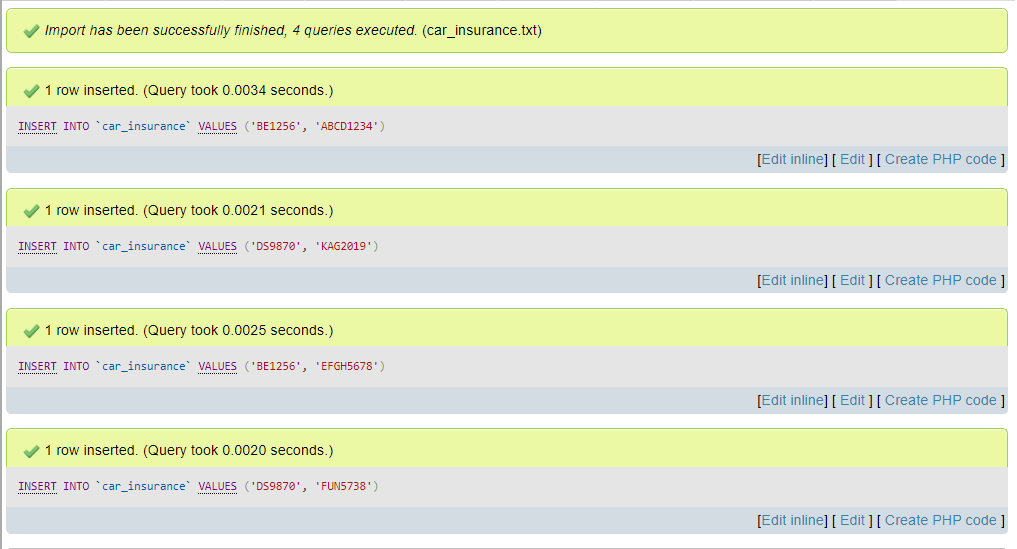 Import has been successfully finished, 4 queries executed. (car_insurance.txt)
1 row inserted. (Query took 0.0034 seconds.)
INSERT INTO `car_insurance` VALUES ('BE1256', 'ABCD1234')
[Edit inline] [ Edit ] [ Create PHP code ]
1 row inserted. (Query took 0.0021 seconds.)
INSERT INTO `car_insurance` VALUES ('DS9870', 'KAG2019')
[Edit inline] [ Edit ] [ Create PHP code ]
1 row inserted. (Query took 0.0025 seconds.)
INSERT INTO `car_insurance` VALUES ('BE1256', 'EFGH5678')
[Edit inline] [ Edit ] [ Create PHP code ]
1 row inserted. (Query took 0.0020 seconds.)
INSERT INTO `car_insurance` VALUES ('DS9870', 'FUN5738')
[Edit inline] [ Edit ] [ Create PHP code ]